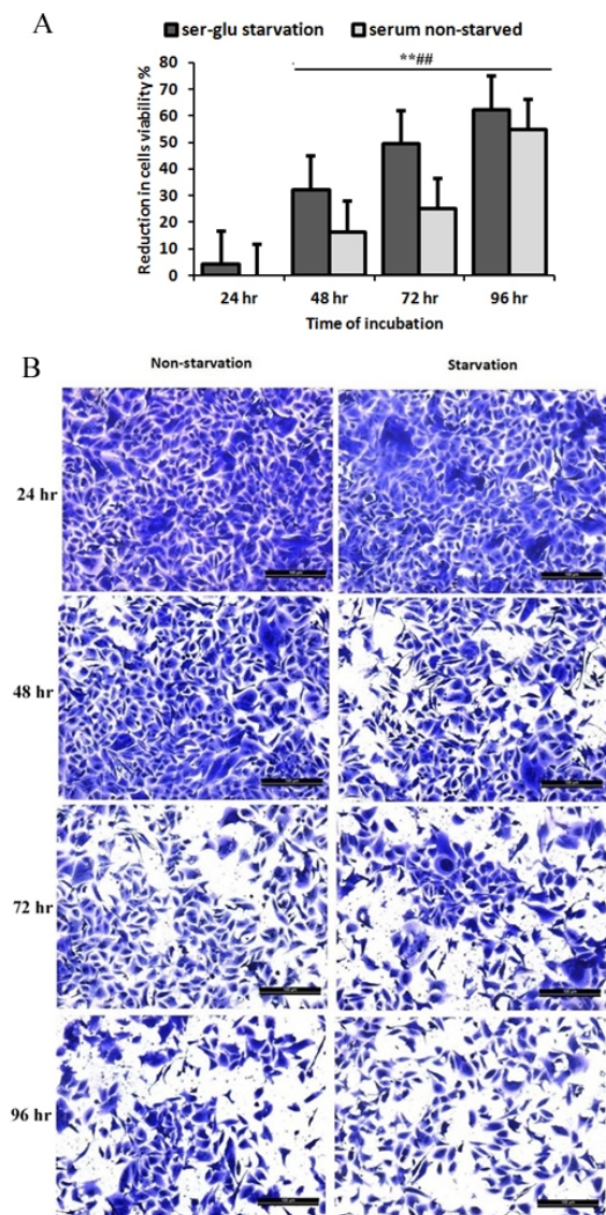 A
ser-glu starvation
serum non-starved
**##
80
70
60
50
40
30
20
10
0
Reduction in cells viability %
24 hr
48 hr
72 hr
96 hr
Time of incubation
B
Non-starvation
Starvation
24 hr
48 hr
72 hr
96 hr